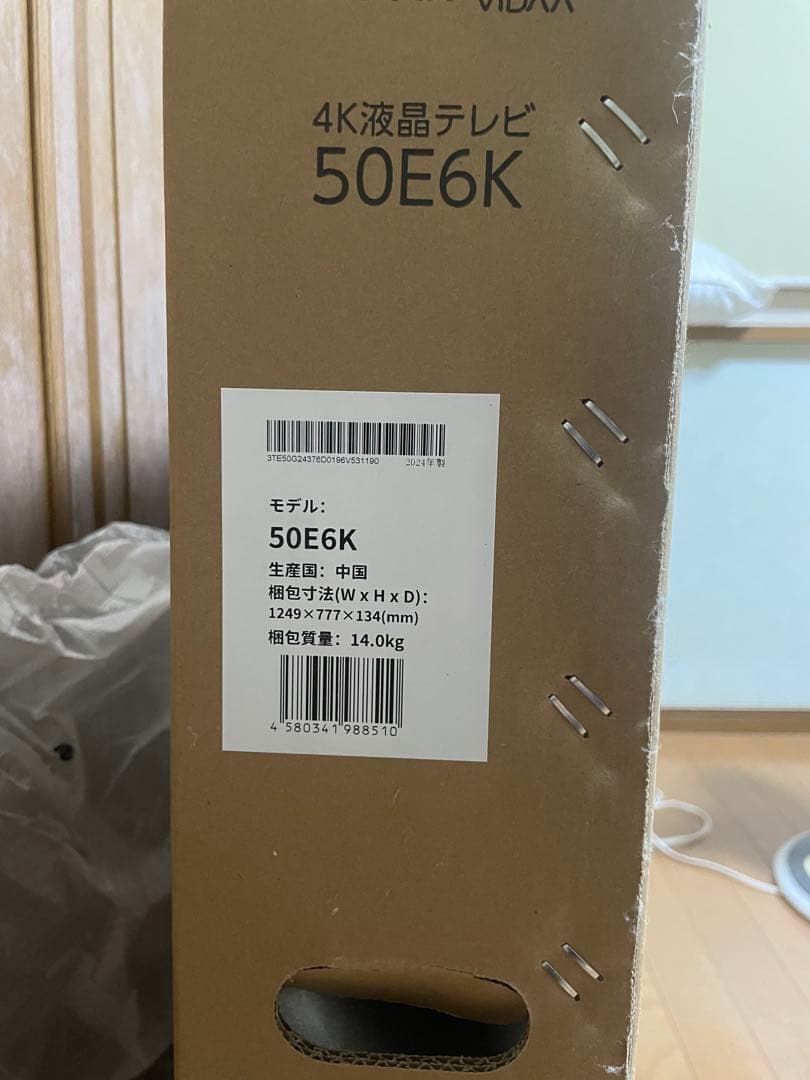 4K液晶テレビ
50E6K
3TE50G24376D0196V531190 2024年製
モデル:
50E6K
生産国: 中国
梱包寸法(W x H x D):
1249×777×134(mm)
梱包質量: 14.0kg
4 580341 988510